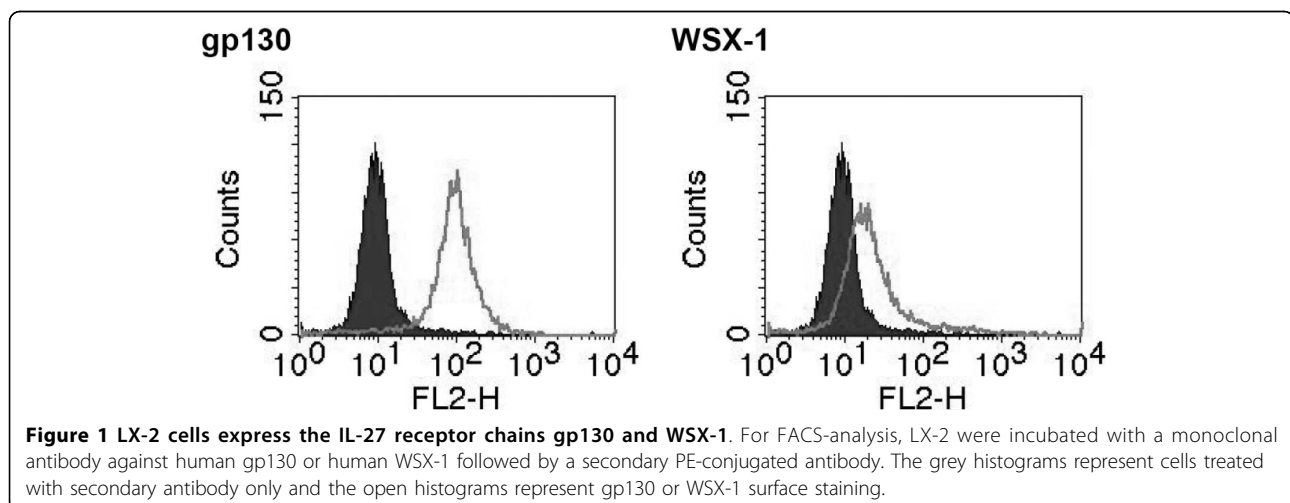 gp130
WSX-1
150
Counts
0
10^0 10^1 10^2 10^3 10^4
FL2-H
150
Counts
0
10^0 10^1 10^2 10^3 10^4
FL2-H
Figure 1 LX-2 cells express the IL-27 receptor chains gp130 and WSX-1. For FACS-analysis, LX-2 were incubated with a monoclonal
antibody against human gp130 or human WSX-1 followed by a secondary PE-conjugated antibody. The grey histograms represent cells treated
with secondary antibody only and the open histograms represent gp130 or WSX-1 surface staining.